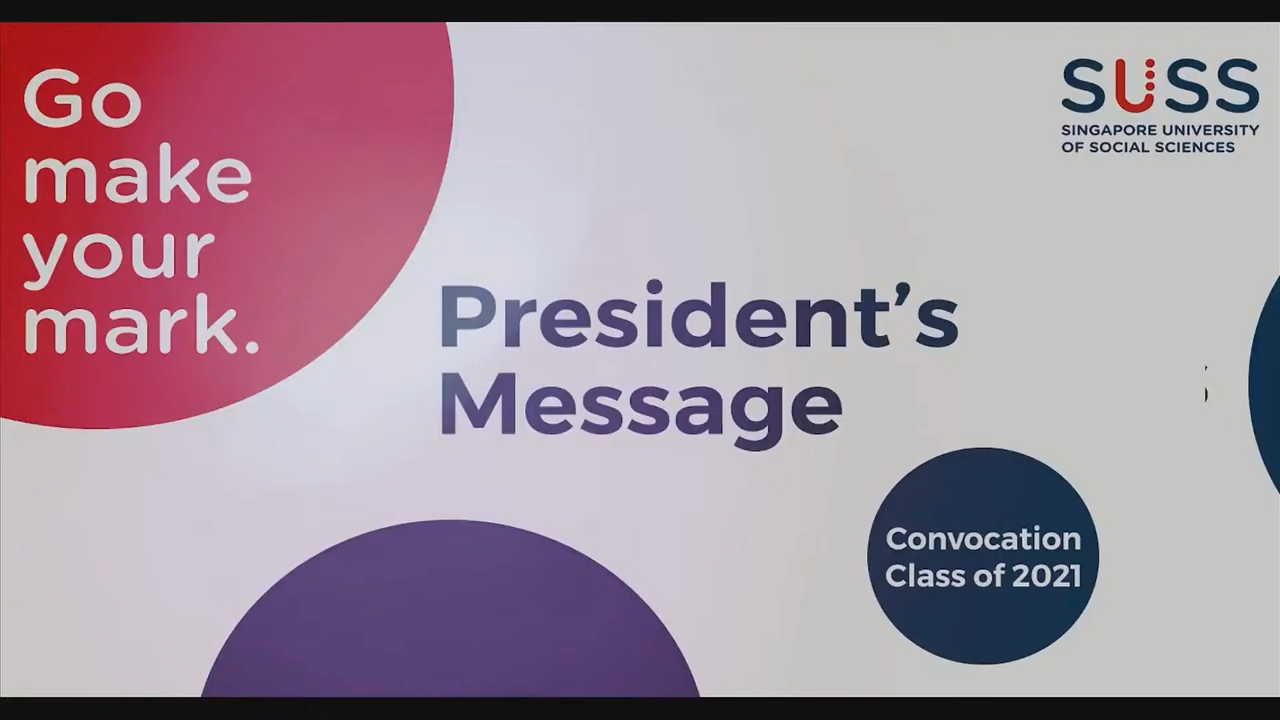 Go
make
your
mark.
SUSS
SINGAPORE UNIVERSITY
OF SOCIAL SCIENCES
President's
Message
Convocation
Class of 2021